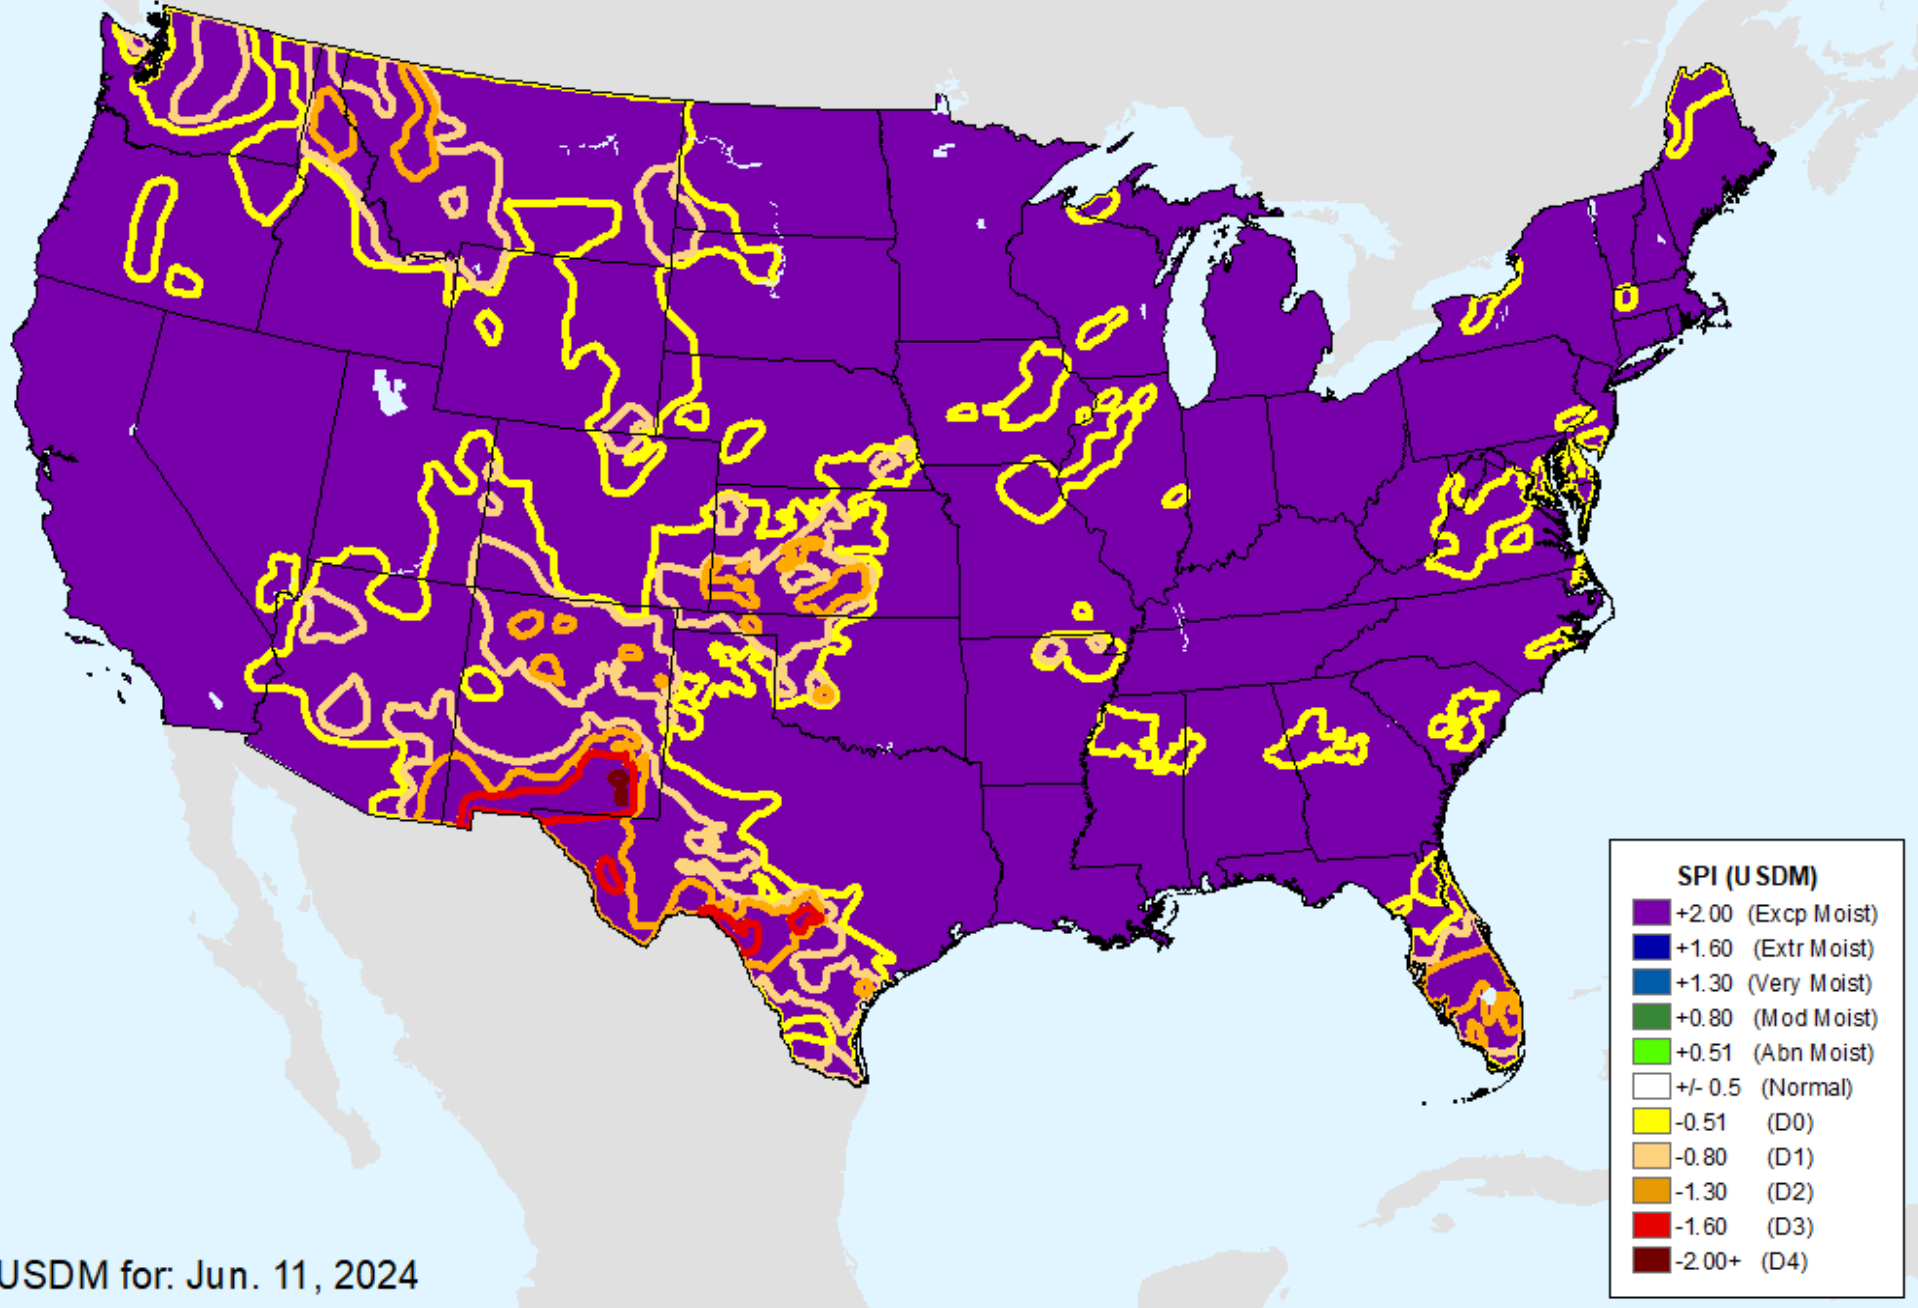 SPI (USDM)
+2.00 (Excp Moist)
+1.60 (Extr Moist)
+1.30 (Very Moist)
+0.80 (Mod Moist)
+0.51 (Abn Moist)
+/- 0.5 (Normal)
-0.51 (D0)
-0.80 (D1)
-1.30 (D2)
-1.60 (D3)
-2.00+ (D4)
USDM for: Jun. 11, 2024